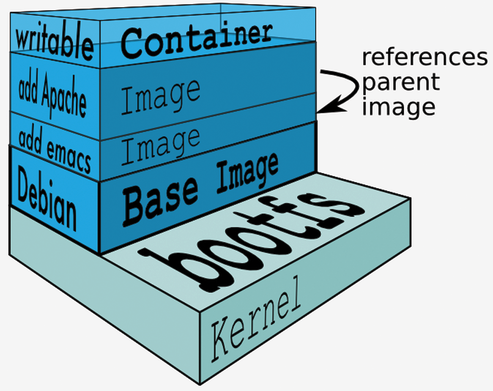 writable Container
add Apache Image
add emacs Image
Debian Base Image
references
parent
image
bootfs
Kernel